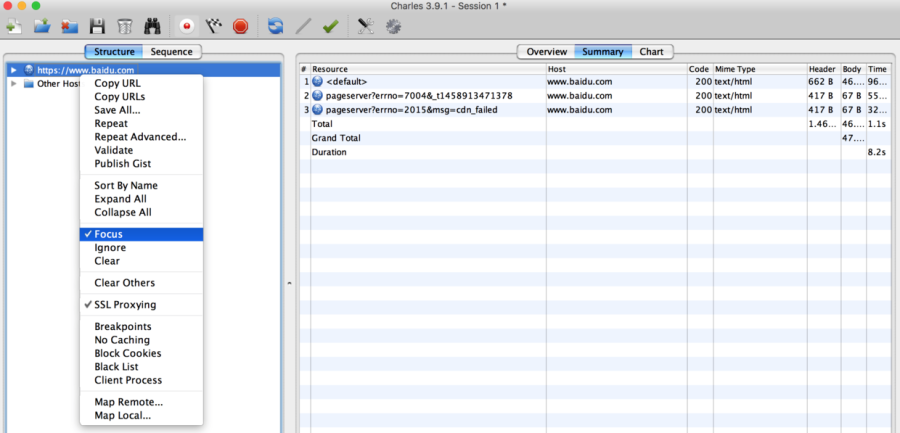 Charles 3.9.1 - Session 1 *
Structure Sequence
Overview Summary Chart
https://www.baidu.com
Other Host
Copy URL
Copy URLs
Save All...
Repeat
Repeat Advanced...
Validate
Publish Gist
Sort By Name
Expand All
Collapse All
✓ Focus
Ignore
Clear
Clear Others
✓ SSL Proxying
Breakpoints
No Caching
Block Cookies
Black List
Client Process
Map Remote...
Map Local...
# Resource Host Code Mime Type Header Body Time
1 <default> www.baidu.com 200 text/html 662 B 46.... 96...
2 pageserver?errno=7004&_t1458913471378 www.baidu.com 200 text/html 417 B 67 B 55...
3 pageserver?errno=2015&msg=cdn_failed www.baidu.com 200 text/html 417 B 67 B 32...
Total 1.46... 46.... 1.1s
Grand Total 47....
Duration 8.2s